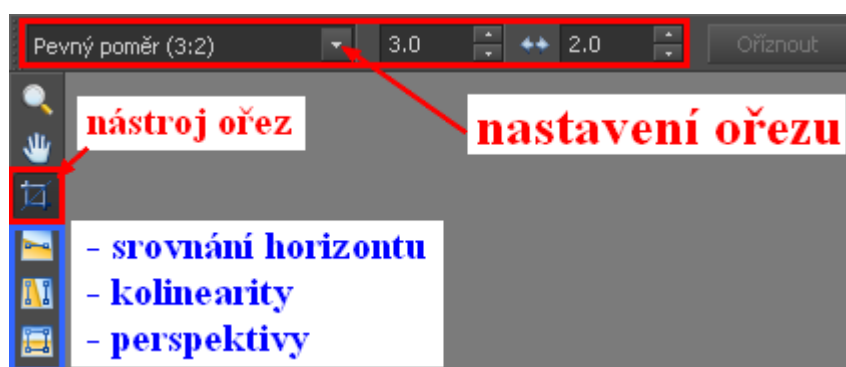 Pevný poměr (3:2) 3.0 2.0 Oříznout
nástroj ořez
nastavení ořezu
- srovnání horizontu
- kolinearity
- perspektivy